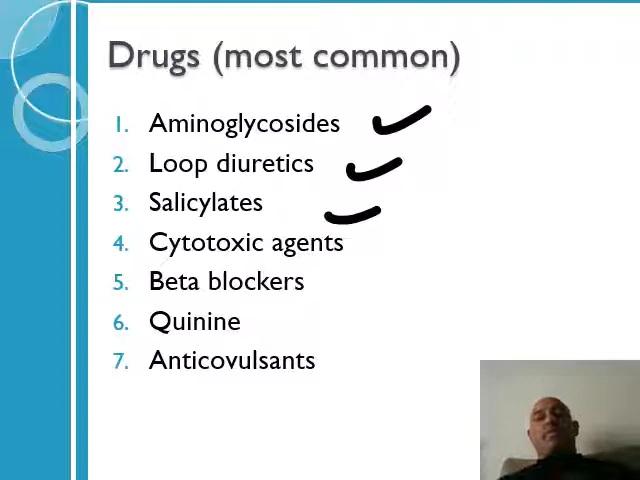 Drugs (most common)
1. Aminoglycosides
2. Loop diuretics
3. Salicylates
4. Cytotoxic agents
5. Beta blockers
6. Quinine
7. Anticovulsants